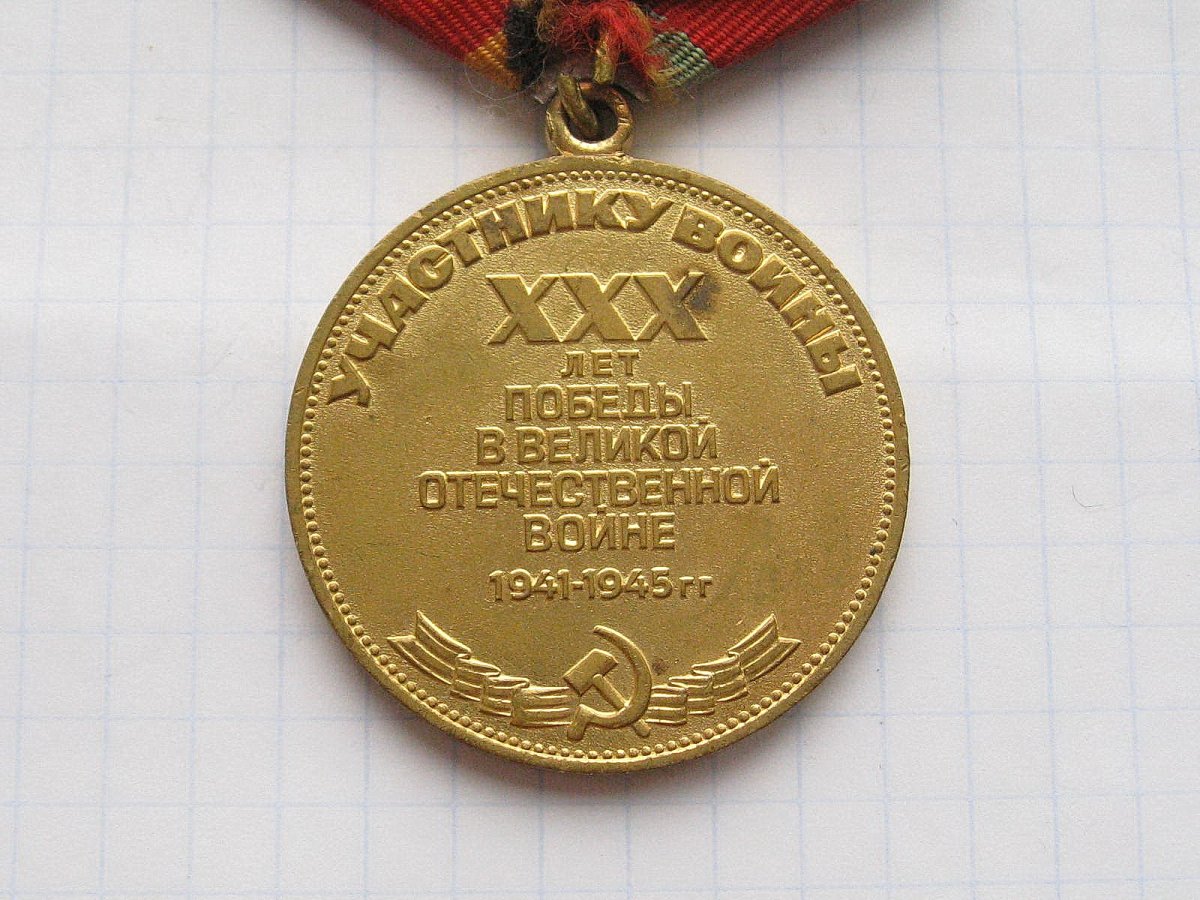 УЧАСТНИКУ ВОЙНЫ
XXX
ЛЕТ
ПОБЕДЫ
В ВЕЛИКОЙ
ОТЕЧЕСТВЕННОЙ
ВОЙНЕ
1941-1945 гг